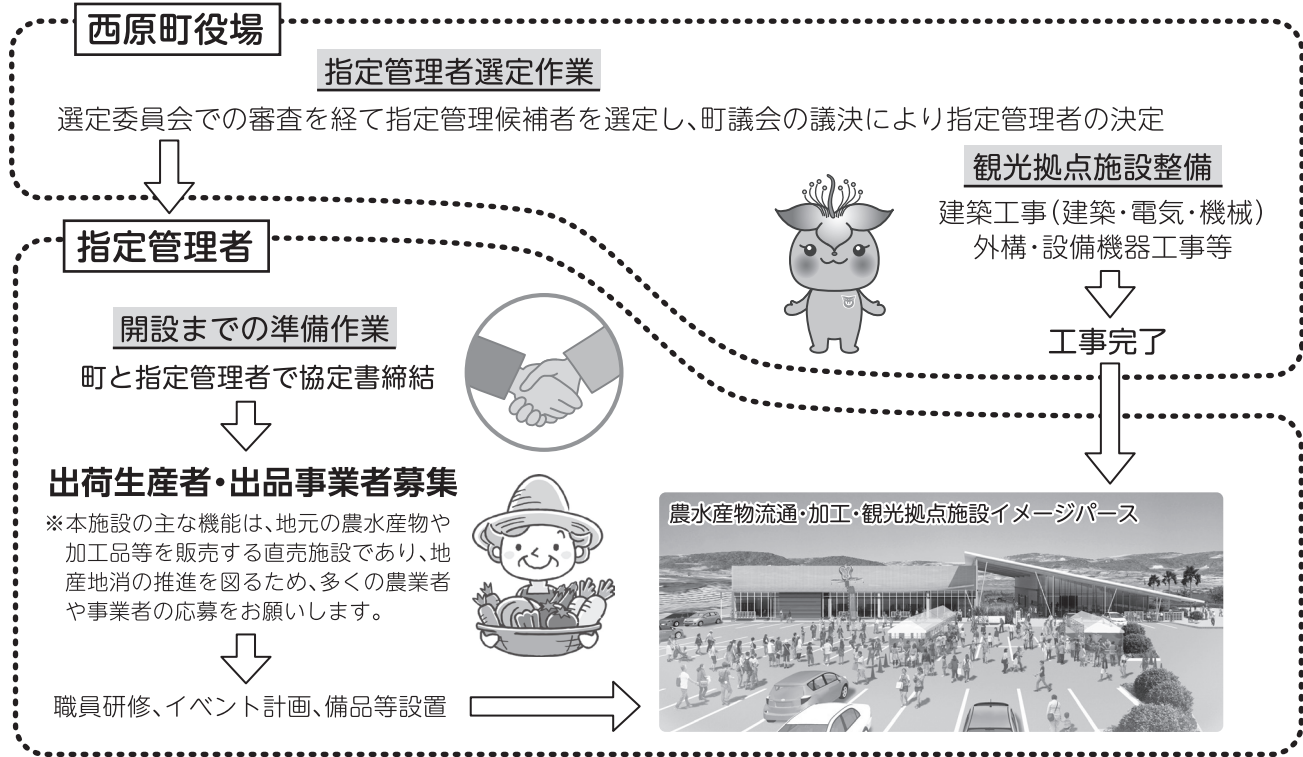 西原町役場
指定管理者選定作業
選定委員会での審査を経て指定管理候補者を選定し、町議会の議決により指定管理者の決定
観光拠点施設整備
建築工事（建築・電気・機械）
外構・設備機器工事等
工事完了
指定管理者
開設までの準備作業
町と指定管理者で協定書締結
出荷生産者・出品事業者募集
※本施設の主な機能は、地元の農水産物や
加工品等を販売する直売施設であり、地
産地消の推進を図るため、多くの農業者
や事業者の応募をお願いします。
職員研修、イベント計画、備品等設置
農水産物流通・加工・観光拠点施設イメージパース